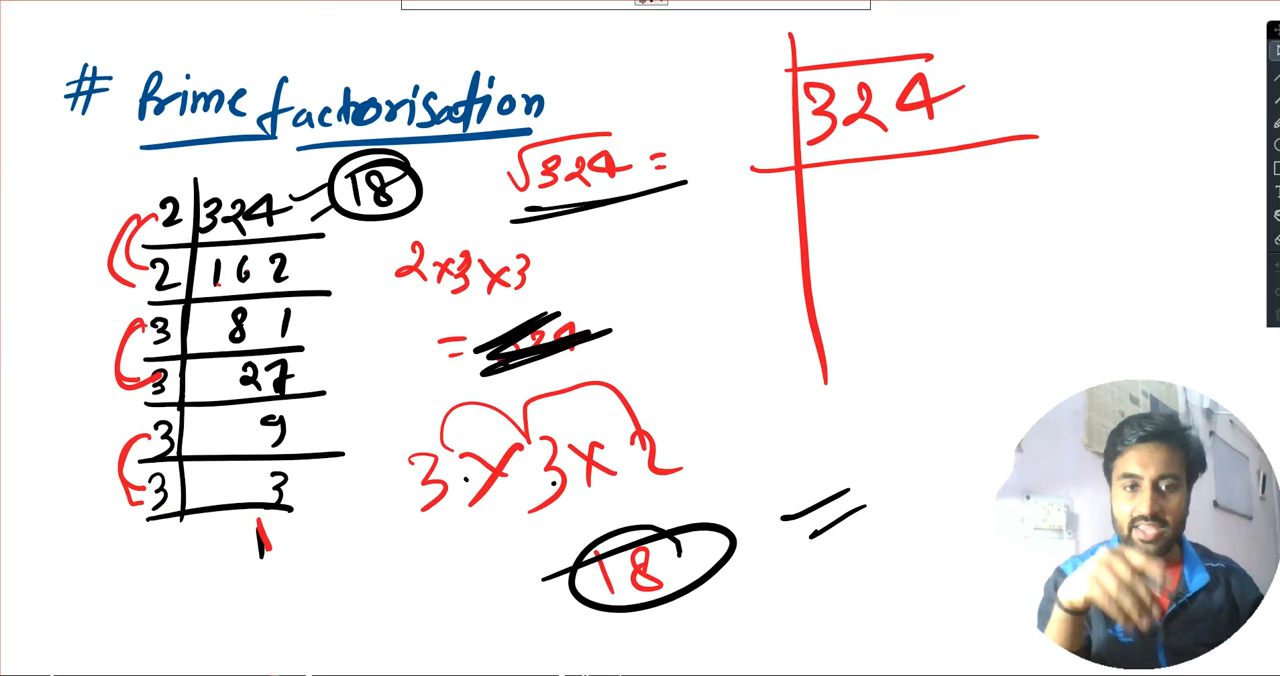 # Prime factorisation
2 | 324 = 18
2 | 162
3 | 81
3 | 27
3 | 9
3 | 3
1
√324 =
2×3×3
=
3 × 3 × 2
18
=
324